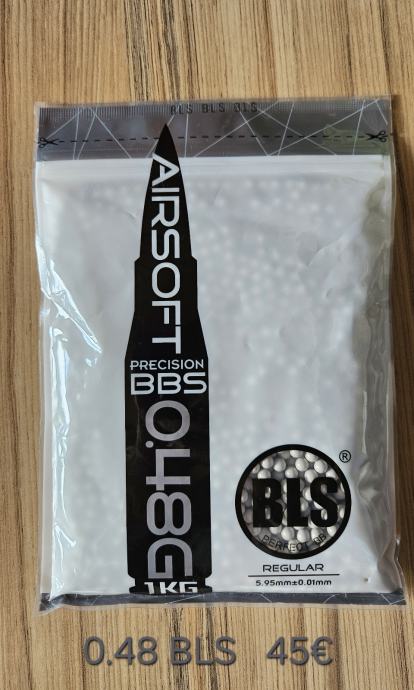 BLS BLS BLS
AIRSOFT
PRECISION
BBS
0.48G
1KG
®
BLS
PERFECT BB
REGULAR
5.95mm±0.01mm
0.48 BLS 45€